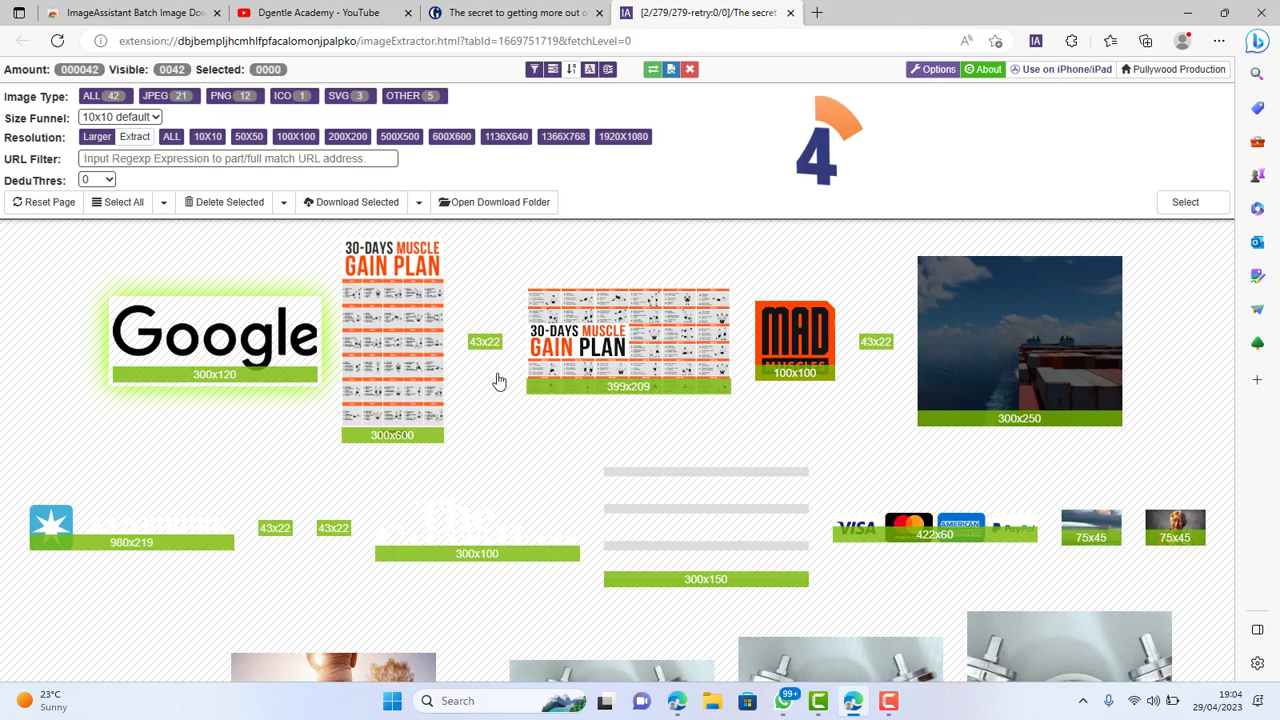 ImageAssistant Batch Image Dow
Dgentle Academy - YouTube
The secret to getting more out o
[2/279/279-retry:0/0]/The secret
extension://dbjbempljhcmhlfpfacalomonjpalpko/imageExtractor.html?tabId=1669751719&fetchLevel=0
Amount: 000042 Visible: 0042 Selected: 0000
Options About Use on iPhone/iPad Pullywood Production
Image Type: ALL 42 JPEG 21 PNG 12 ICO 1 SVG 3 OTHER 5
Size Funnel: 10x10 default
Resolution: Larger Extract ALL 10X10 50X50 100X100 200X200 500X500 600X600 1136X640 1366X768 1920X1080
URL Filter: Input Regexp Expression to part/full match URL address.
DeduThres: 0
4
Reset Page Select All Delete Selected Download Selected Open Download Folder Select
Google
300x120
30-DAYS MUSCLE
GAIN PLAN
300x600
43x22
30-DAYS MUSCLE
GAIN PLAN
399x209
MAD
MUSCLES
100x100
43x22
300x250
980x219
43x22
43x22
300x100
300x150
VISA AMERICAN PayPal
422x60
75x45
75x45
23°C
Sunny
Search
99+
19:04
29/04/2023